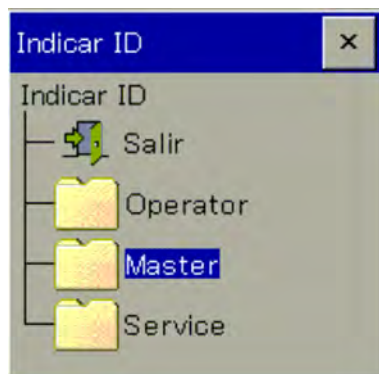 Indicar ID
Indicar ID
Salir
Operator
Master
Service